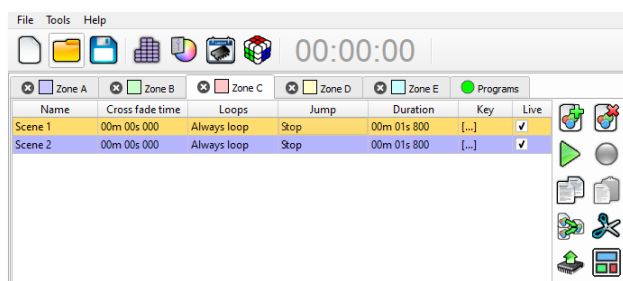 File Tools Help
00:00:00
Zone A Zone B Zone C Zone D Zone E Programs
Name Cross fade time Loops Jump Duration Key Live
Scene 1 00m 00s 000 Always loop Stop 00m 01s 800 [...]
Scene 2 00m 00s 000 Always loop Stop 00m 01s 800 [...]